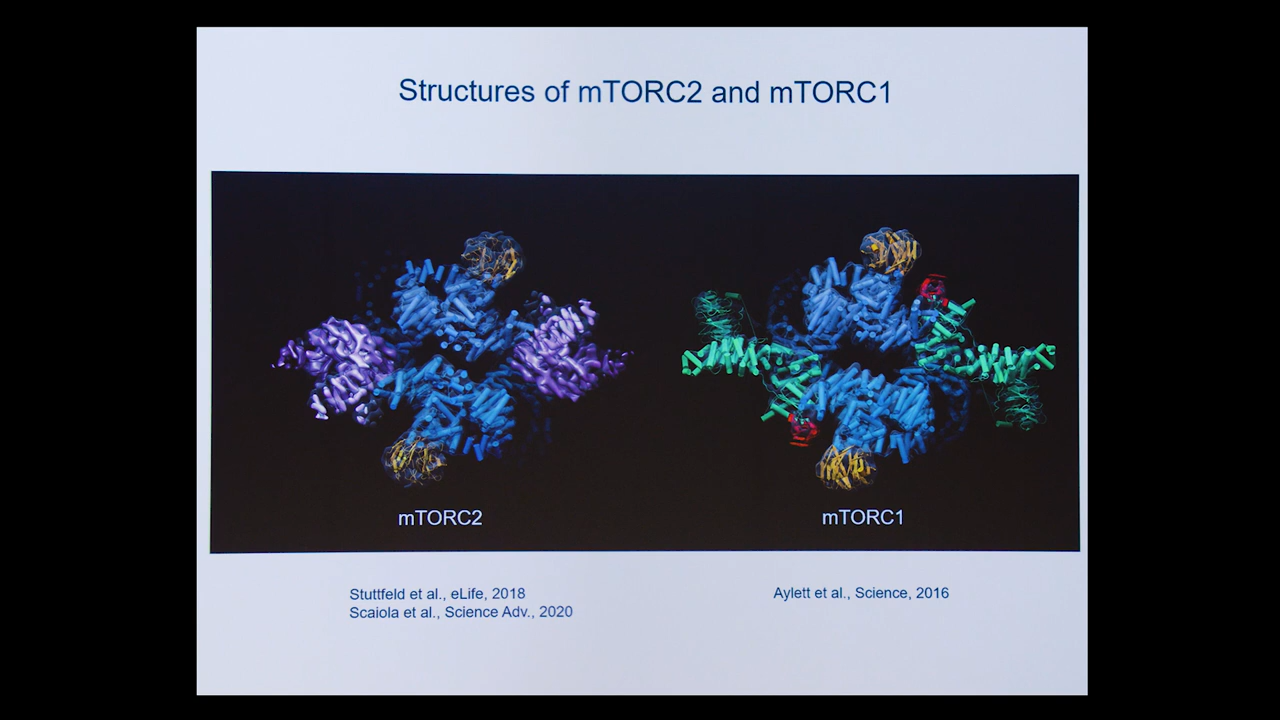 Structures of mTORC2 and mTORC1
mTORC2
mTORC1
Stuttfeld et al., eLife, 2018
Scaiola et al., Science Adv., 2020
Aylett et al., Science, 2016